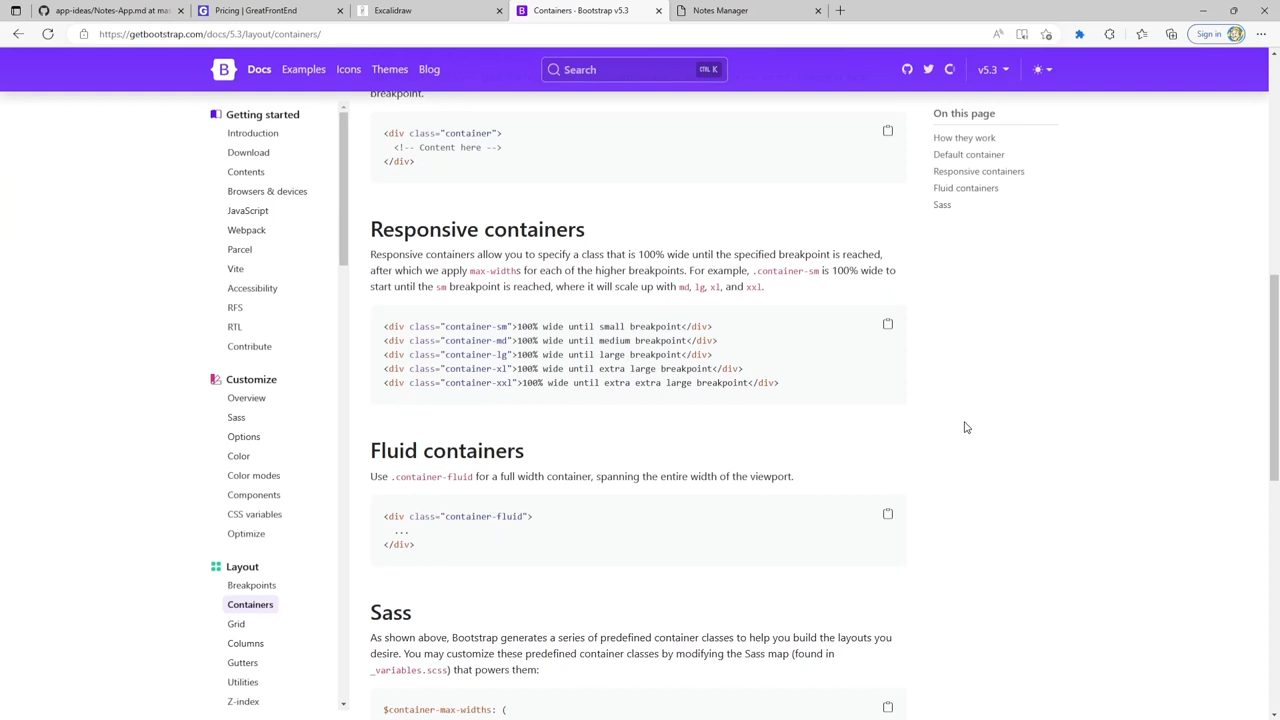 app-ideas/Notes-App.md at mas
Pricing | GreatFrontEnd
Excalidraw
Containers · Bootstrap v5.3
Notes Manager
https://getbootstrap.com/docs/5.3/layout/containers/
Sign in
B
Docs
Examples
Icons
Themes
Blog
Search
CTRL K
v5.3
Getting started
Introduction
Download
Contents
Browsers & devices
JavaScript
Webpack
Parcel
Vite
Accessibility
RFS
RTL
Contribute
Customize
Overview
Sass
Options
Color
Color modes
Components
CSS variables
Optimize
Layout
Breakpoints
Containers
Grid
Columns
Gutters
Utilities
Z-index
breakpoint.
<div class="container">
<!-- Content here -->
</div>
Responsive containers
Responsive containers allow you to specify a class that is 100% wide until the specified breakpoint is reached,
after which we apply max-widths for each of the higher breakpoints. For example, .container-sm is 100% wide to
start until the sm breakpoint is reached, where it will scale up with md, lg, xl, and xxl.
<div class="container-sm">100% wide until small breakpoint</div>
<div class="container-md">100% wide until medium breakpoint</div>
<div class="container-lg">100% wide until large breakpoint</div>
<div class="container-xl">100% wide until extra large breakpoint</div>
<div class="container-xxl">100% wide until extra extra large breakpoint</div>
Fluid containers
Use .container-fluid for a full width container, spanning the entire width of the viewport.
<div class="container-fluid">
...
</div>
Sass
As shown above, Bootstrap generates a series of predefined container classes to help you build the layouts you
desire. You may customize these predefined container classes by modifying the Sass map (found in
_variables.scss) that powers them:
$container-max-widths: (
On this page
How they work
Default container
Responsive containers
Fluid containers
Sass